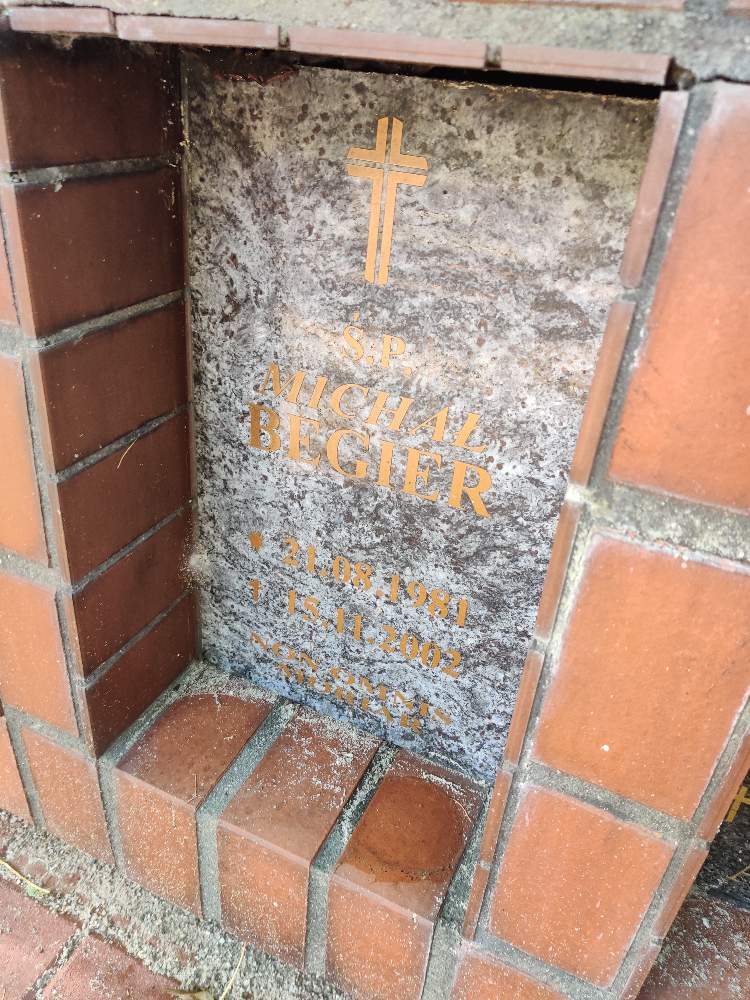 Ś.P.
MICHAŁ
BEGIER
* 21.08.1981
† 15.11.2002
NON OMNIS
MORIAR